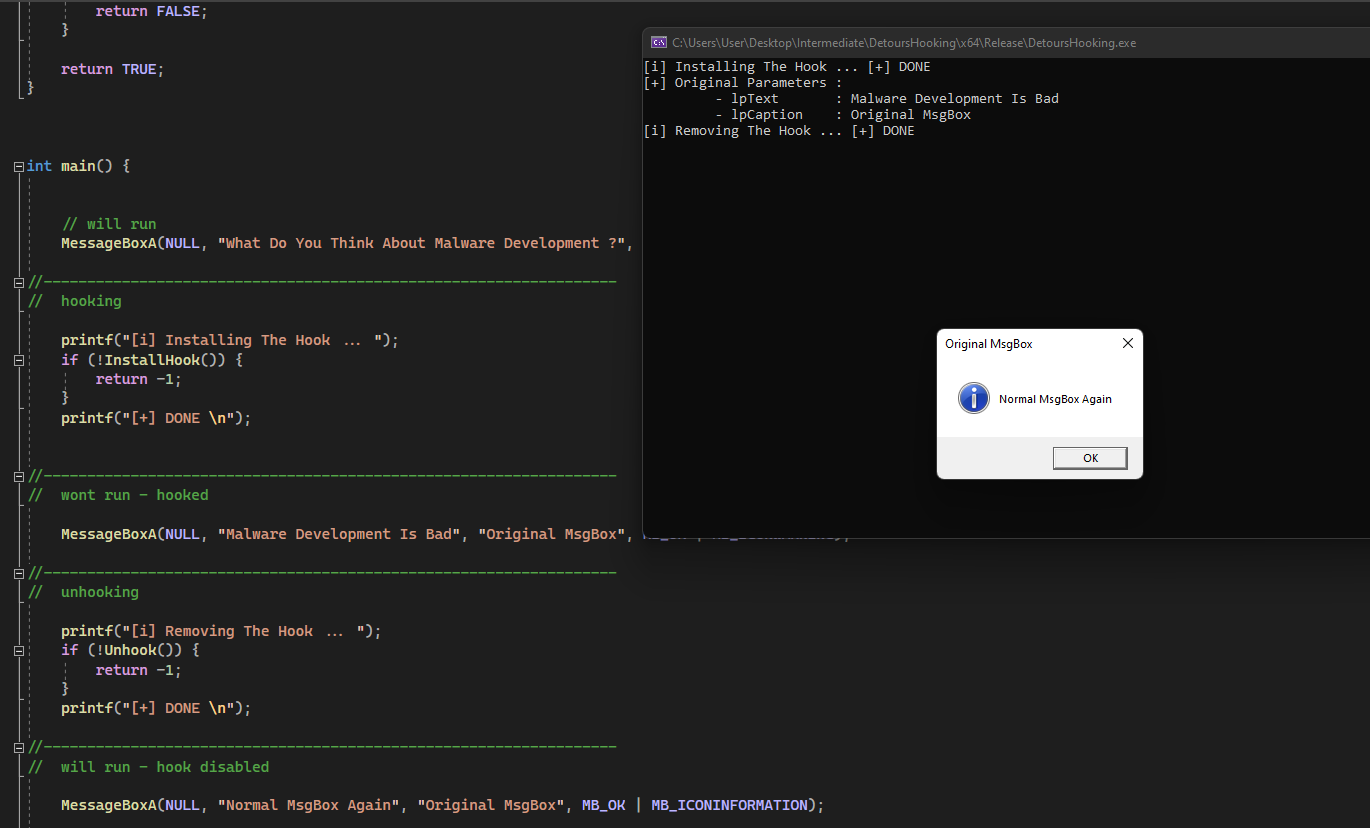 return FALSE;
}
return TRUE;
}
int main() {
// will run
MessageBoxA(NULL, "What Do You Think About Malware Development ?",
//------------------------------------------------------------------
// hooking
printf("[i] Installing The Hook ... ");
if (!InstallHook()) {
return -1;
}
printf("[+] DONE \n");
//------------------------------------------------------------------
// wont run - hooked
MessageBoxA(NULL, "Malware Development Is Bad", "Original MsgBox",
//------------------------------------------------------------------
// unhooking
printf("[i] Removing The Hook ... ");
if (!Unhook()) {
return -1;
}
printf("[+] DONE \n");
//------------------------------------------------------------------
// will run - hook disabled
MessageBoxA(NULL, "Normal MsgBox Again", "Original MsgBox", MB_OK | MB_ICONINFORMATION);
C:\Users\User\Desktop\Intermediate\DetoursHooking\x64\Release\DetoursHooking.exe
[i] Installing The Hook ... [+] DONE
[+] Original Parameters :
- lpText : Malware Development Is Bad
- lpCaption : Original MsgBox
[i] Removing The Hook ... [+] DONE
Original MsgBox
Normal MsgBox Again
OK